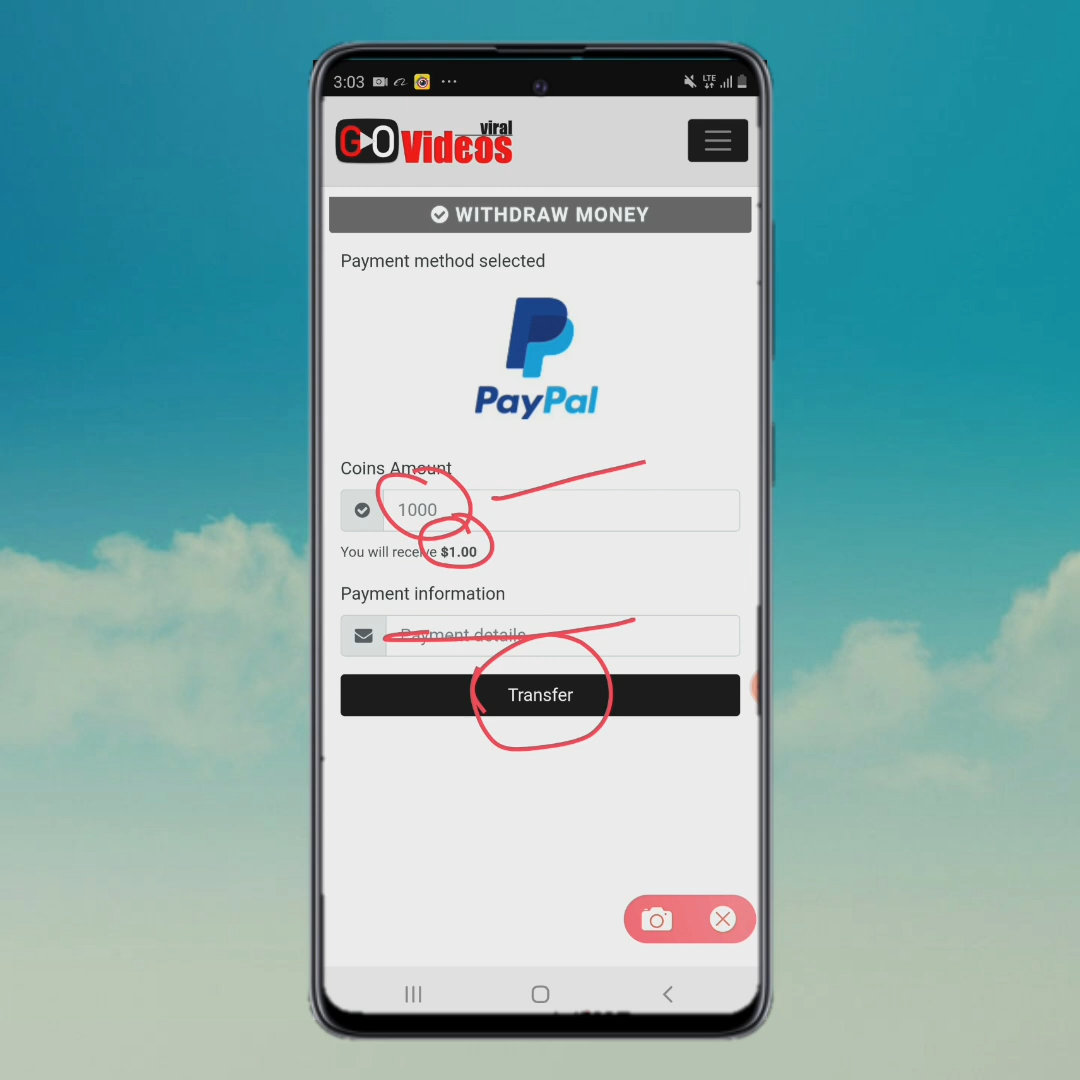 3:03
LTE
GO viral
Videos
WITHDRAW MONEY
Payment method selected
PayPal
Coins Amount
1000
You will receive $1.00
Payment information
Payment details
Transfer